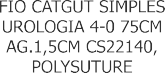 FIO CATGUT SIMPLES
UROLOGIA 4-0 75CM
AG.1,5CM CS22140,
POLYSUTURE